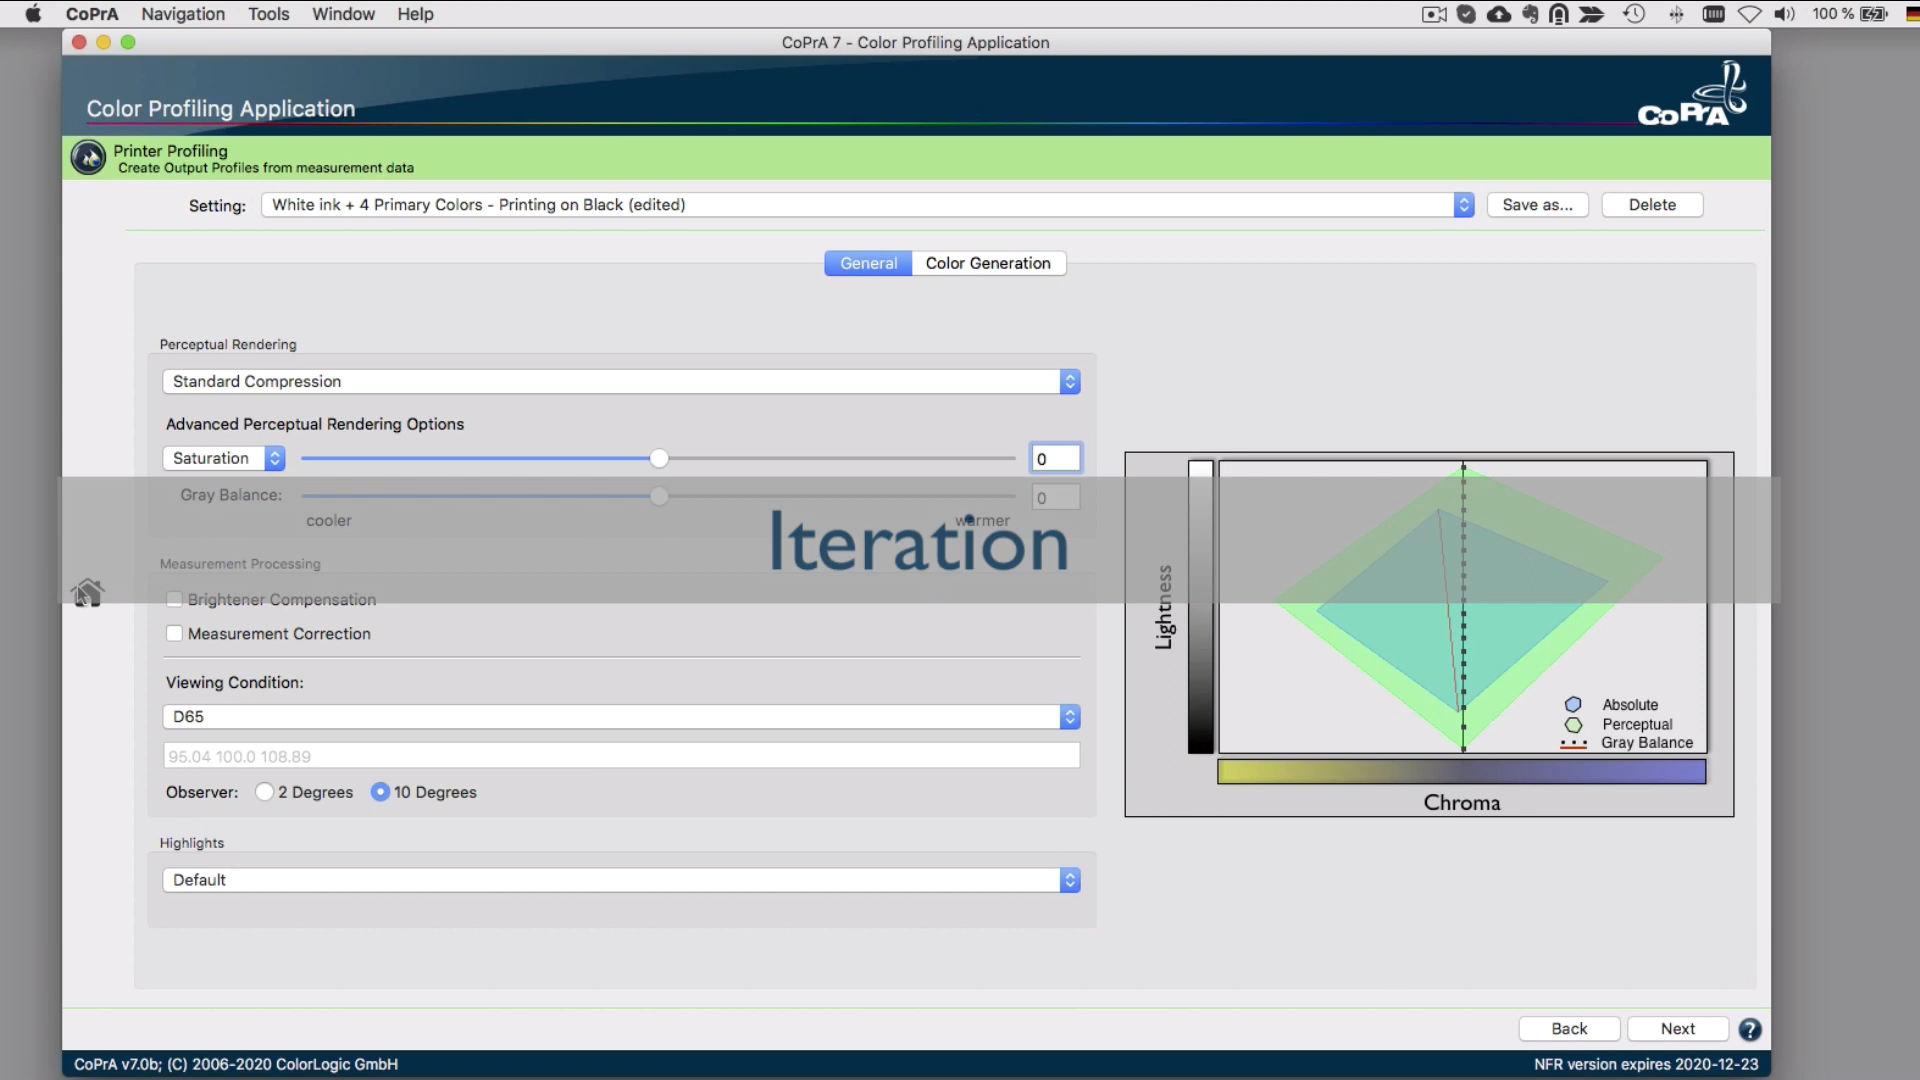 CoPrA Navigation Tools Window Help
100 %
CoPrA 7 - Color Profiling Application
Color Profiling Application
CoPrA
Printer Profiling
Create Output Profiles from measurement data
Setting: White ink + 4 Primary Colors - Printing on Black (edited) Save as... Delete
General Color Generation
Perceptual Rendering
Standard Compression
Advanced Perceptual Rendering Options
Saturation 0
Gray Balance: 0
cooler warmer
Iteration
Measurement Processing
Brightener Compensation
Measurement Correction
Viewing Condition:
D65
95.04 100.0 108.89
Observer: 2 Degrees 10 Degrees
Highlights
Default
Lightness
Absolute
Perceptual
Gray Balance
Chroma
Back Next ?
CoPrA v7.0b; (C) 2006-2020 ColorLogic GmbH
NFR version expires 2020-12-23